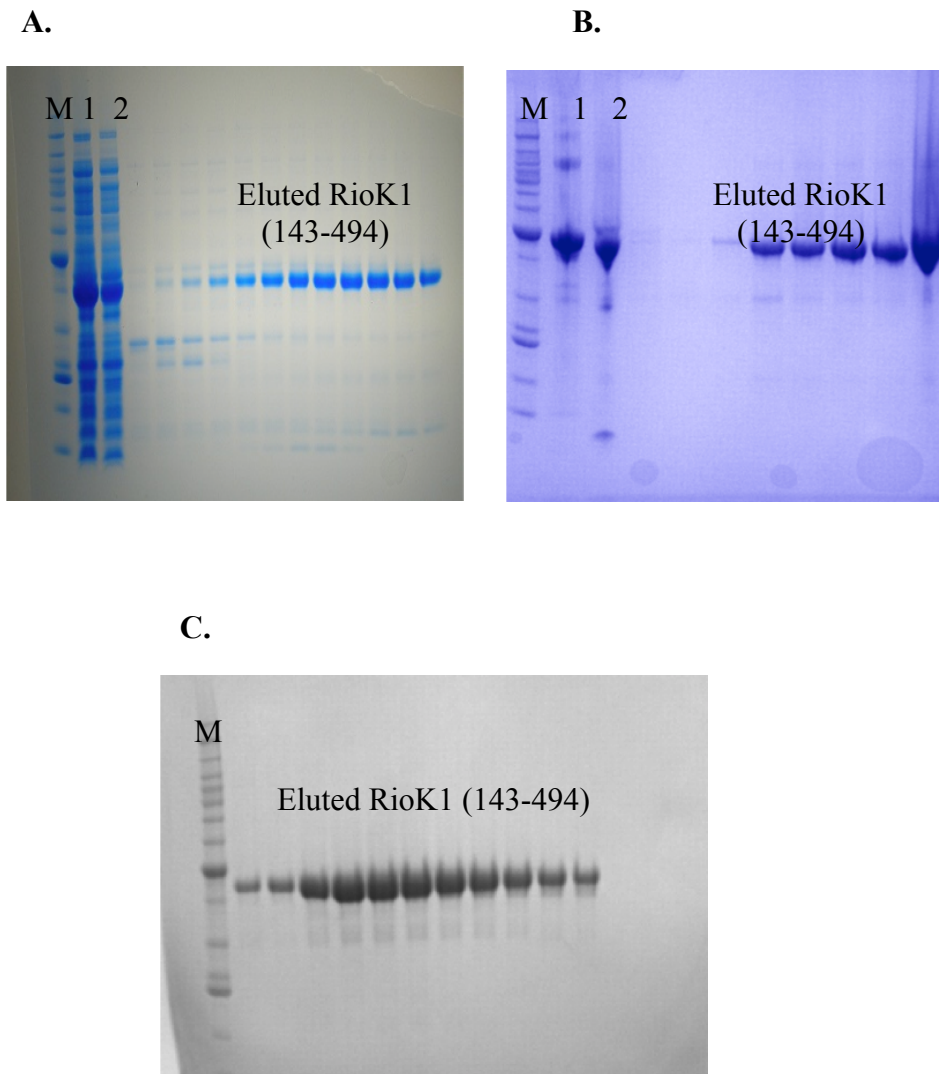 A.
B.
M 1 2
Eluted RioK1
(143-494)
M 1 2
Eluted RioK1
(143-494)
C.
M
Eluted RioK1 (143-494)